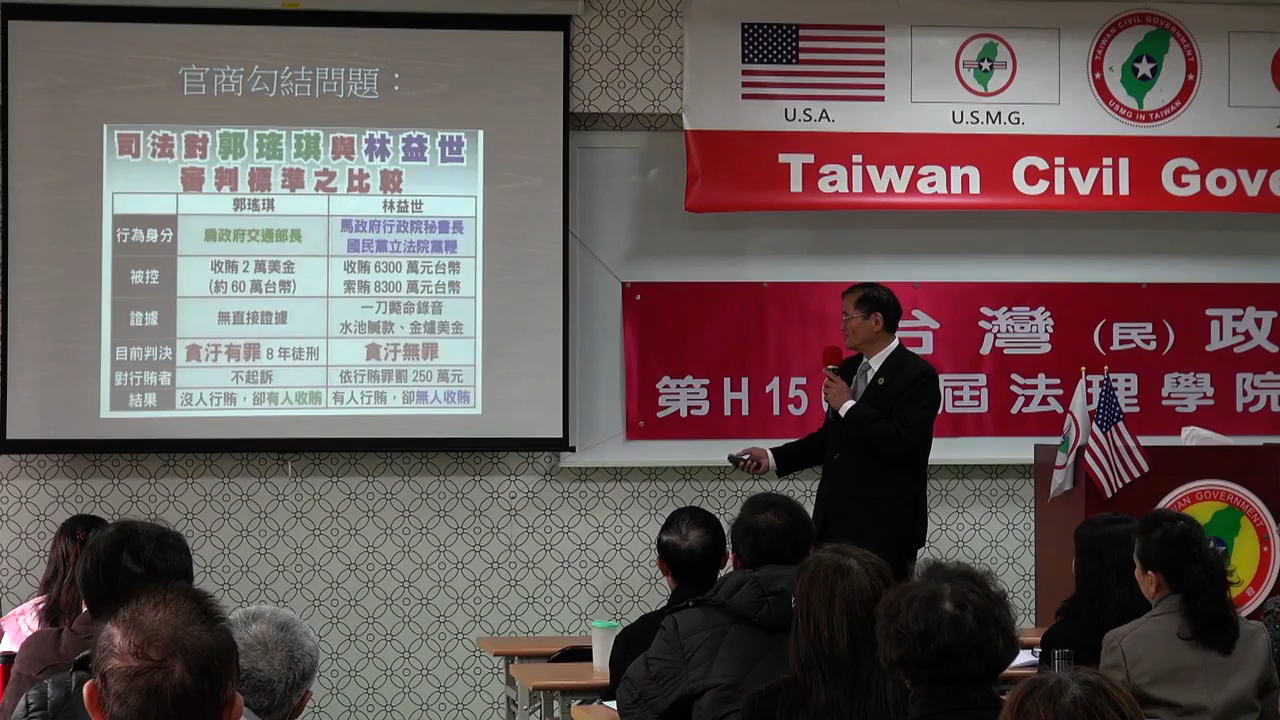 官商勾結問題：
司法對郭瑤琪與林益世
審判標準之比較
郭瑤琪 林益世
行為身分 扁政府交通部長 馬政府行政院秘書長
國民黨立法院黨鞭
被控 收賄 2 萬美金 收賄 6300 萬元台幣
(約 60 萬台幣) 索賄 8300 萬元台幣
證據 無直接證據 一刀斃命錄音
水池贓款、金爐美金
目前判決 貪汙有罪 8 年徒刑 貪汙無罪
對行賄者 不起訴 依行賄罪罰 250 萬元
結果 沒人行賄，卻有人收賄 有人行賄，卻無人收賄
U.S.A.
U.S.M.G.
TAIWAN CIVIL GOVERNMENT
USMG IN TAIWAN
Taiwan Civil Gove
台灣(民)政
第H15 屆法理學院
WAN GOVERNMENT